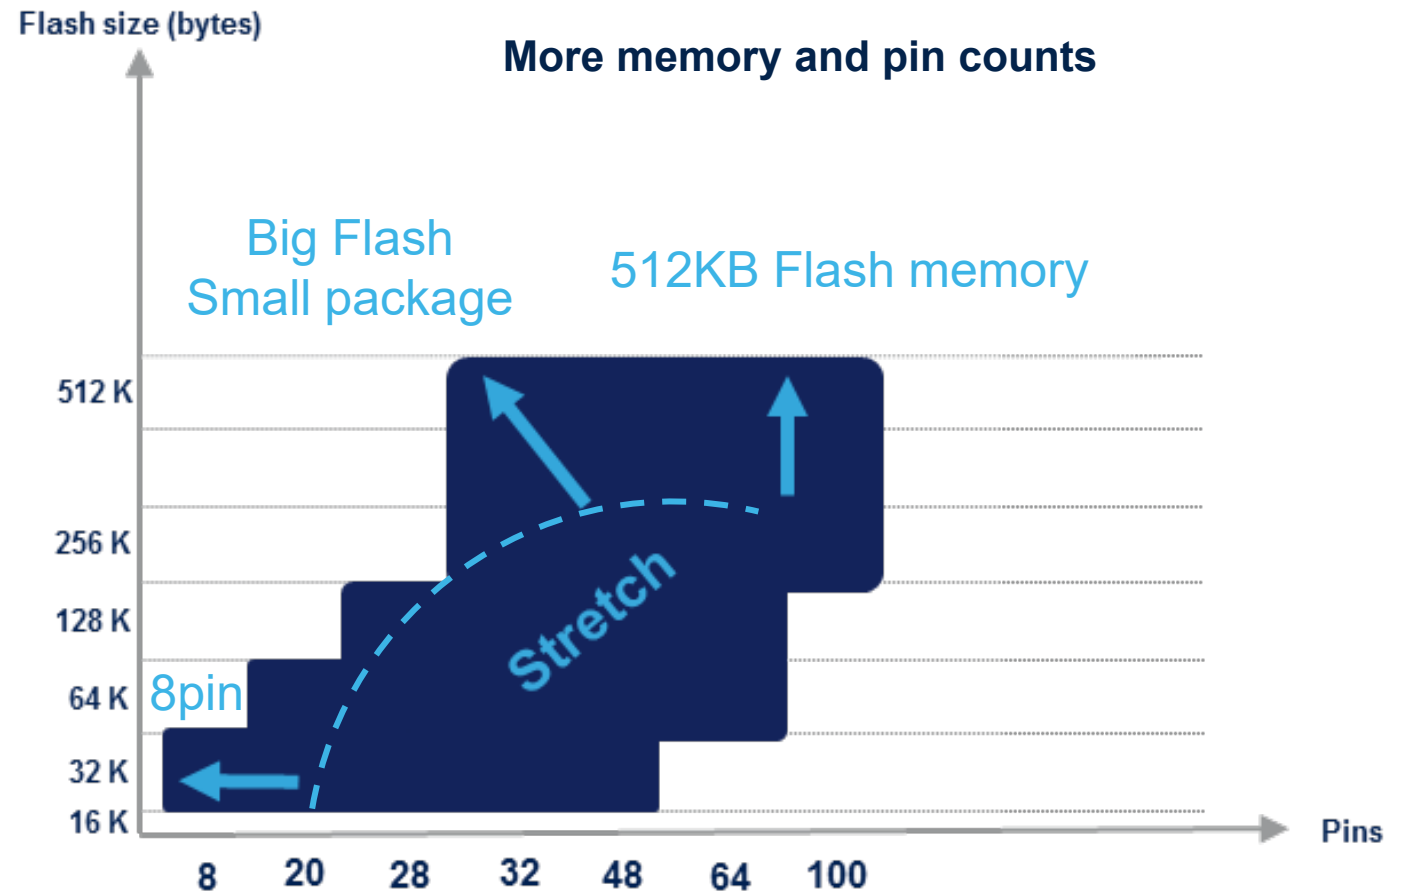 Flash size (bytes)
More memory and pin counts
Big Flash
Small package
512KB Flash memory
512 K
256 K
128 K
64 K
8pin
32 K
16 K
Stretch
Pins
8 20 28 32 48 64 100